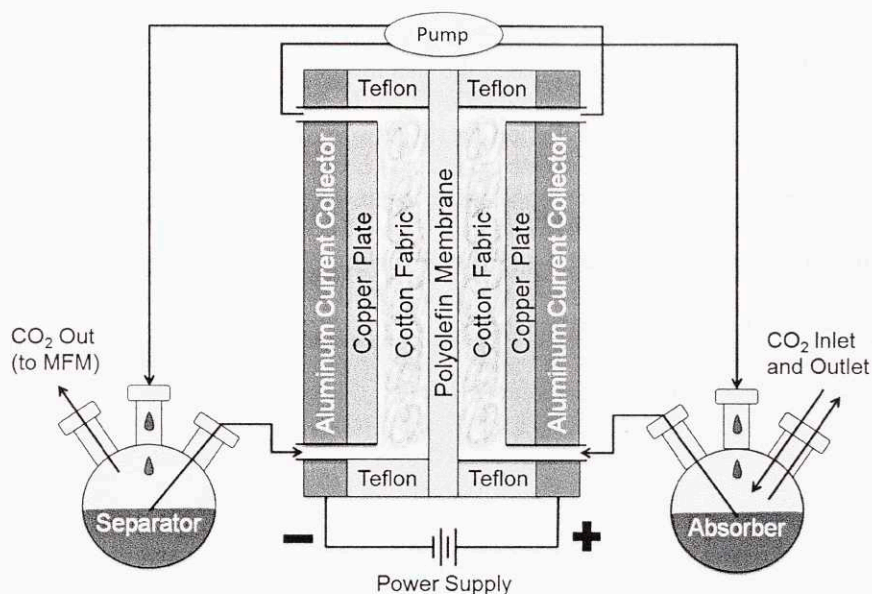 Pump
Teflon
Teflon
Aluminum Current Collector
Copper Plate
Cotton Fabric
Polyolefin Membrane
Cotton Fabric
Copper Plate
Aluminum Current Collector
CO₂ Out
(to MFM)
CO₂ Inlet
and Outlet
Teflon
Teflon
Separator
Absorber
−
+
Power Supply